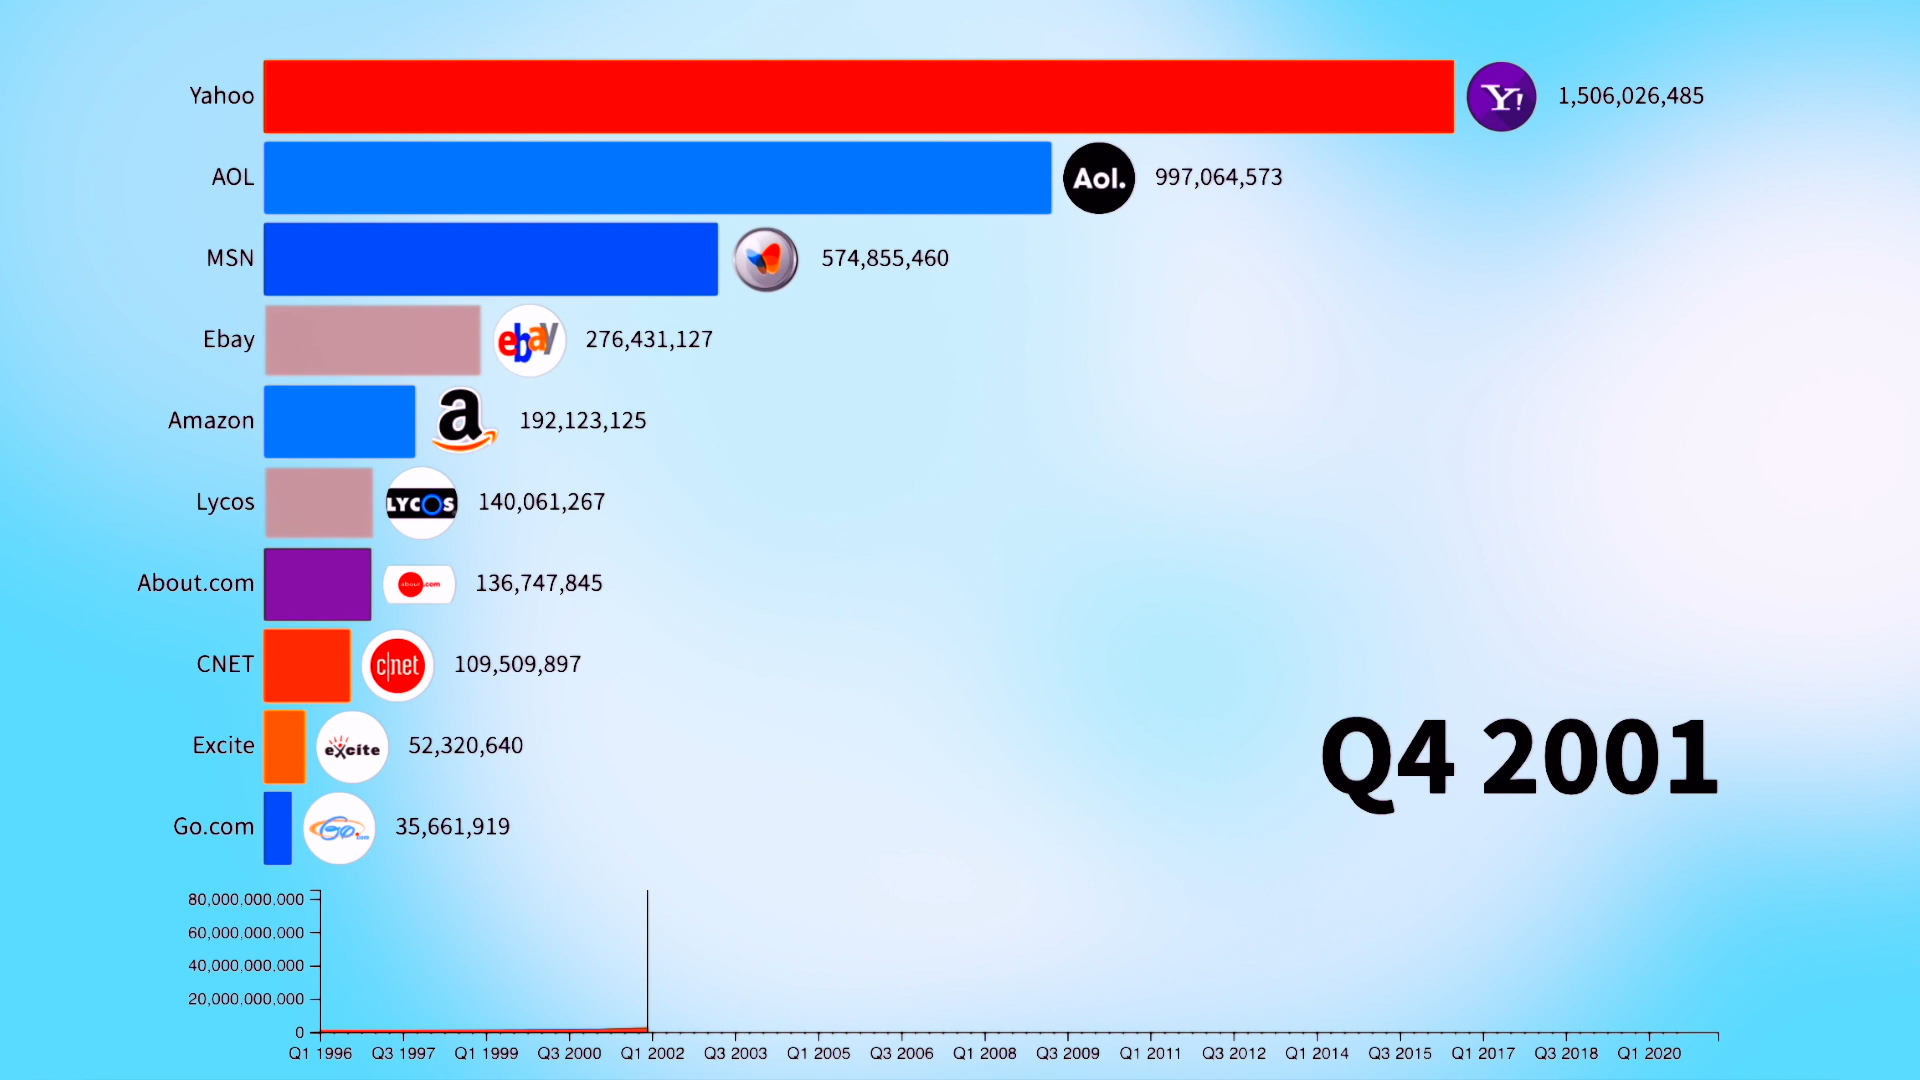 Yahoo Y! 1,506,026,485
AOL Aol. 997,064,573
MSN 574,855,460
Ebay ebay 276,431,127
Amazon a 192,123,125
Lycos LYCOS 140,061,267
About.com about.com 136,747,845
CNET c|net 109,509,897
Excite excite 52,320,640
Go.com Go.com 35,661,919
Q4 2001
80,000,000,000
60,000,000,000
40,000,000,000
20,000,000,000
0
Q1 1996 Q3 1997 Q1 1999 Q3 2000 Q1 2002 Q3 2003 Q1 2005 Q3 2006 Q1 2008 Q3 2009 Q1 2011 Q3 2012 Q1 2014 Q3 2015 Q1 2017 Q3 2018 Q1 2020